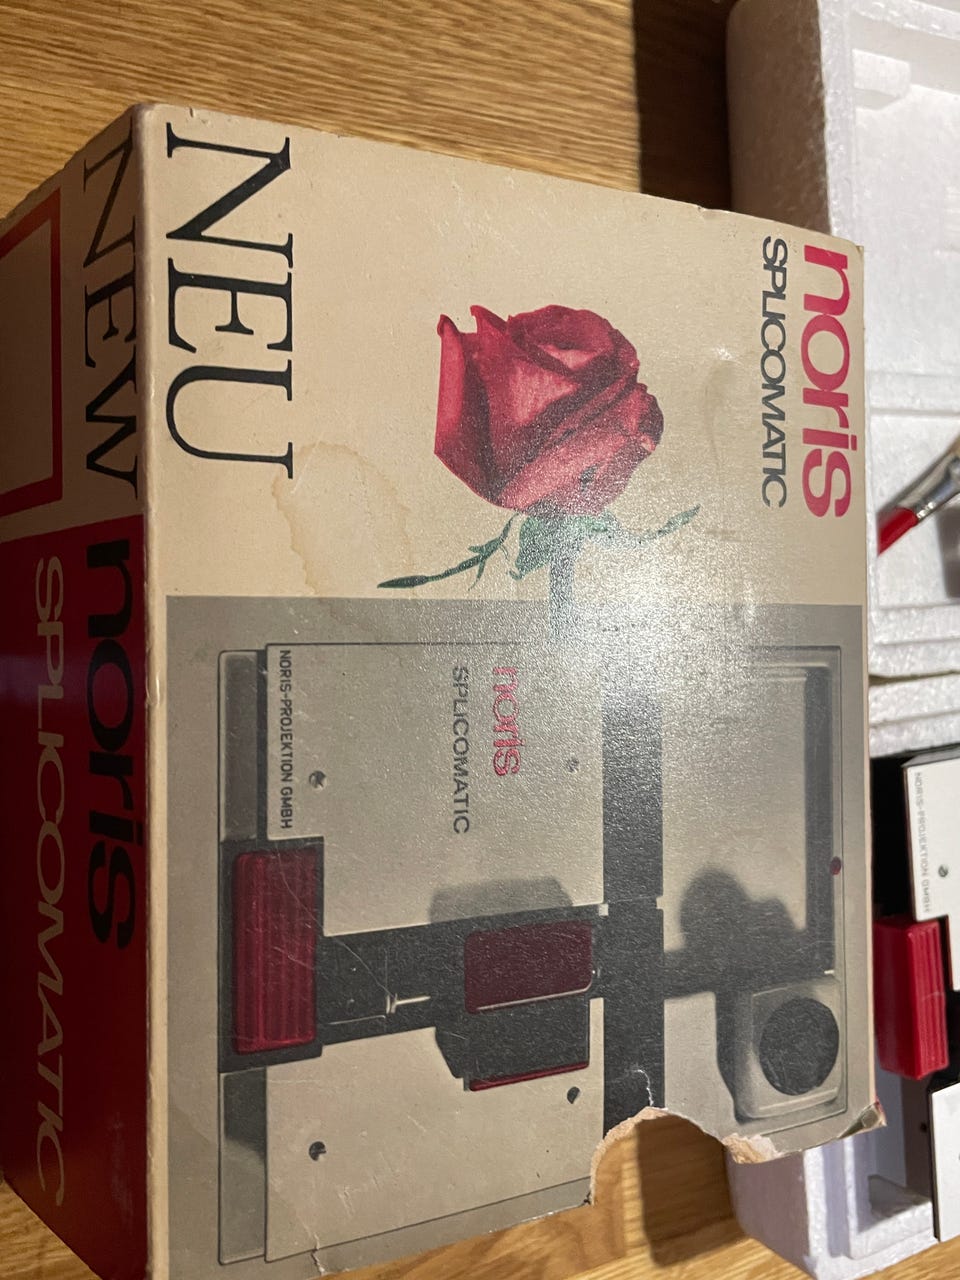 noris
SPLICOMATIC
NEU
noris
SPLICOMATIC
NORIS-PROJEKTION GMBH
NEW
noris
SPLICOMATIC
NORIS-PROJEKTION GMBH